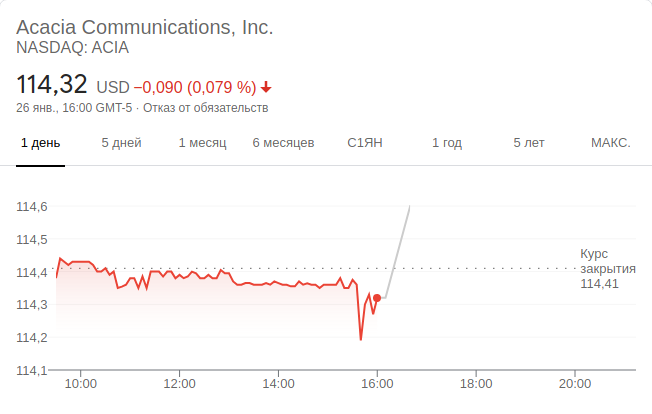 Acacia Communications, Inc.
NASDAQ: ACIA
114,32 USD −0,090 (0,079 %)
26 янв., 16:00 GMT-5 · Отказ от обязательств
1 день 5 дней 1 месяц 6 месяцев С1ЯН 1 год 5 лет МАКС.
114,6
114,5
114,4
114,3
114,2
114,1
Курс
закрытия
114,41
10:00 12:00 14:00 16:00 18:00 20:00